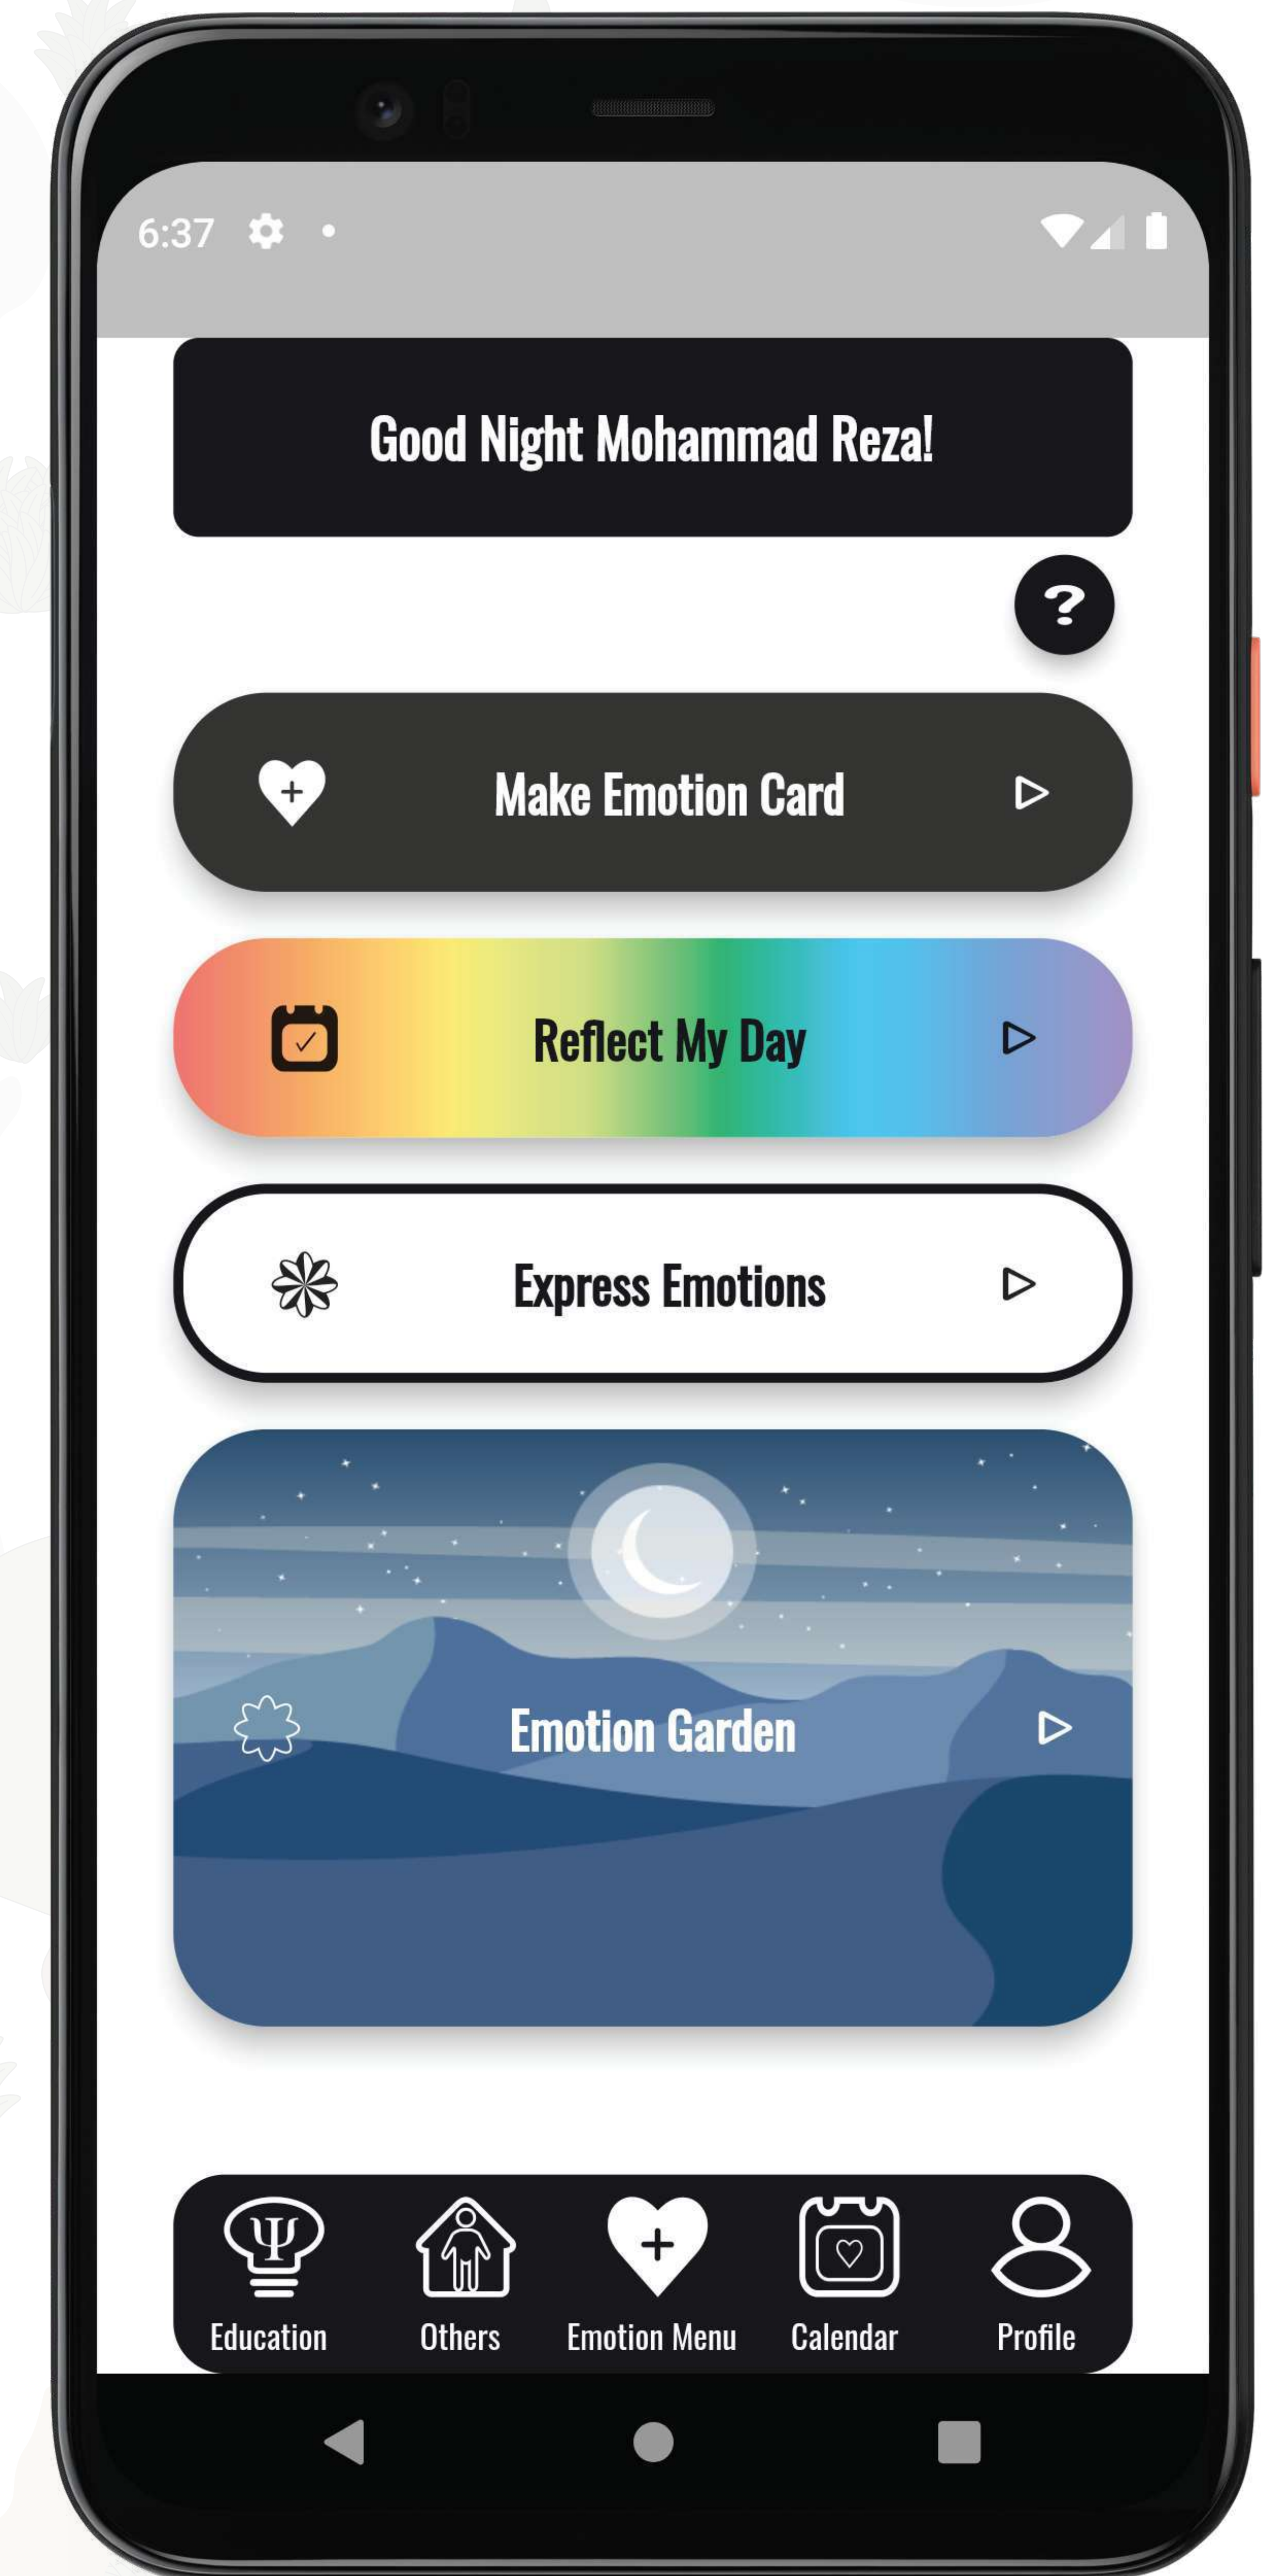 6:37
Good Night Mohammad Reza!
?
Make Emotion Card
Reflect My Day
Express Emotions
Emotion Garden
Education Others Emotion Menu Calendar Profile